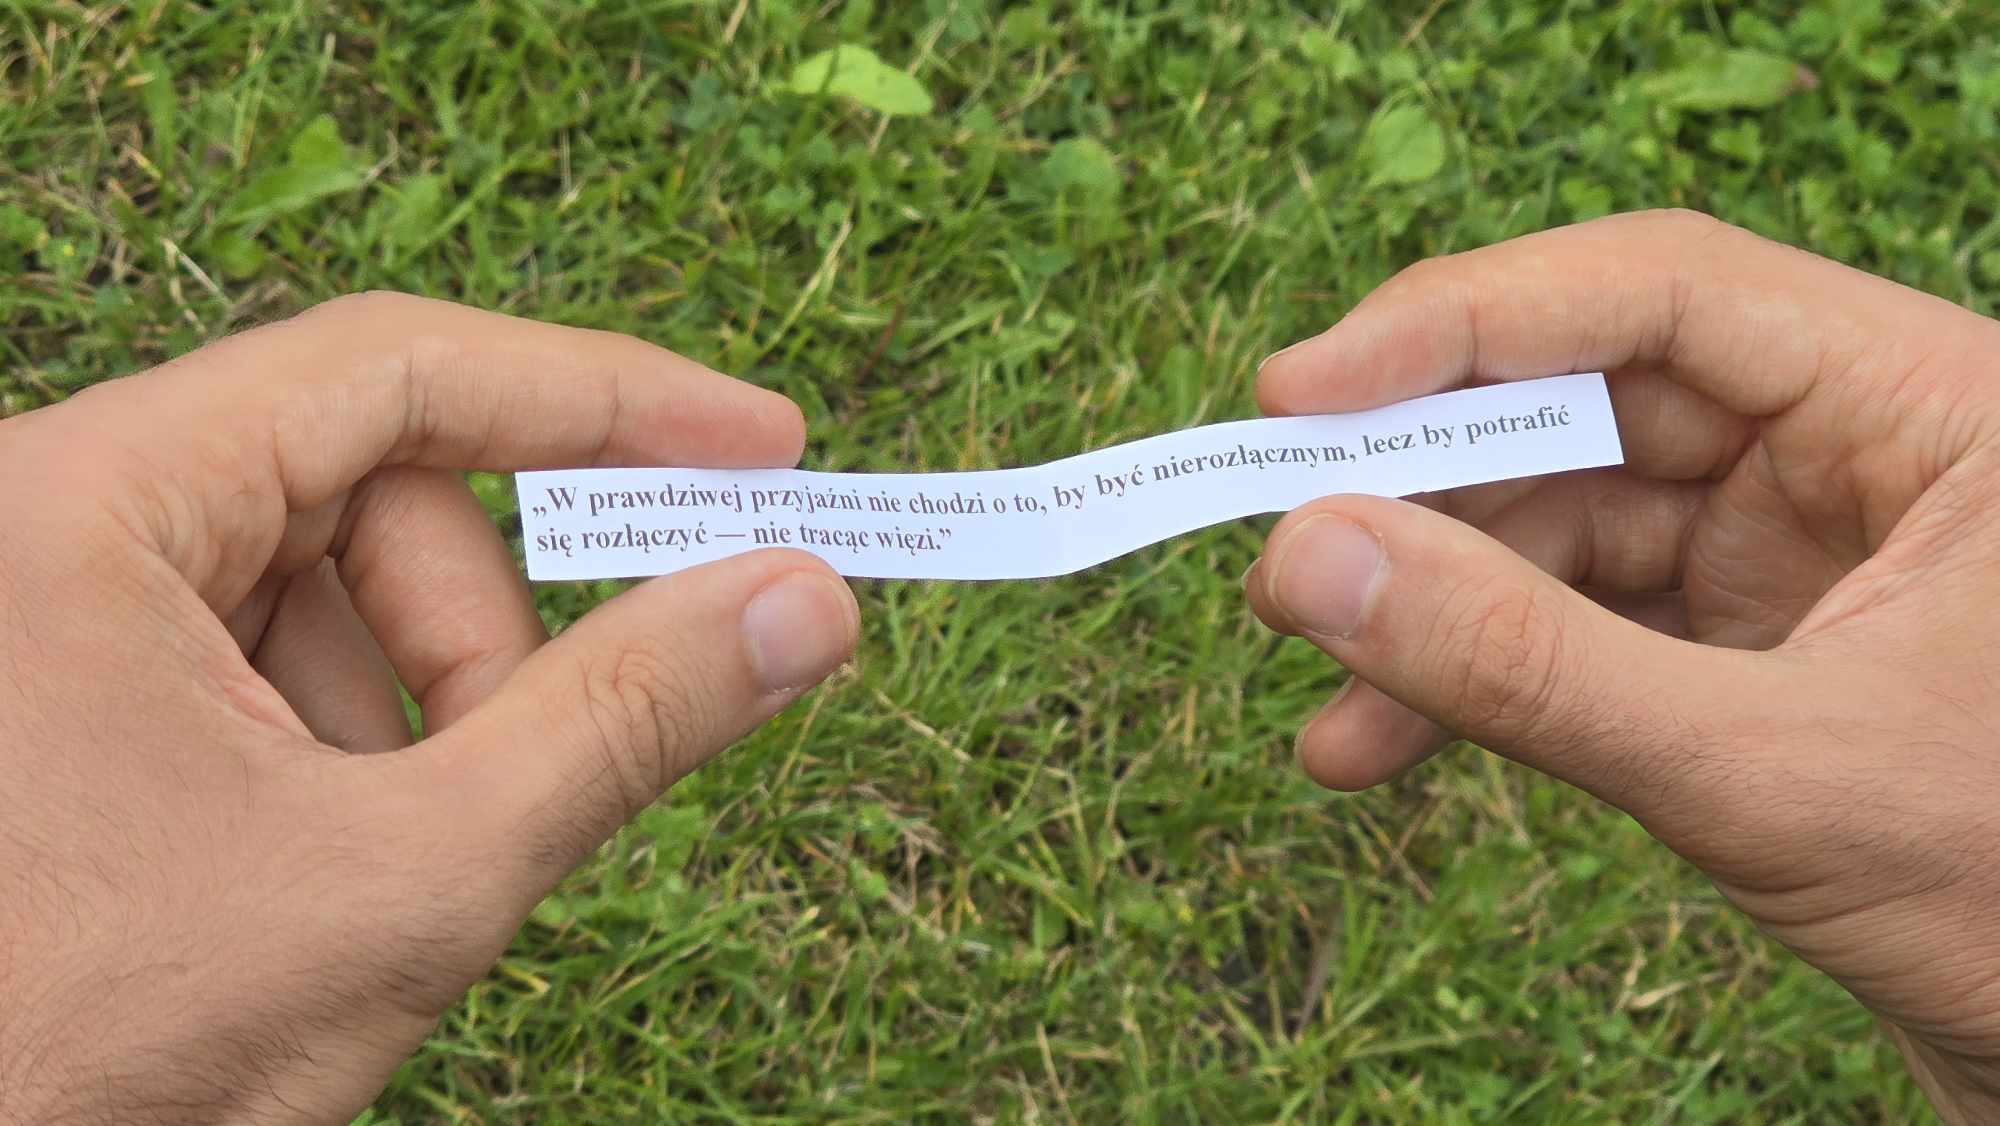 „W prawdziwej przyjaźni nie chodzi o to, by być nierozłącznym, lecz by potrafić
się rozłączyć — nie tracąc więzi.”